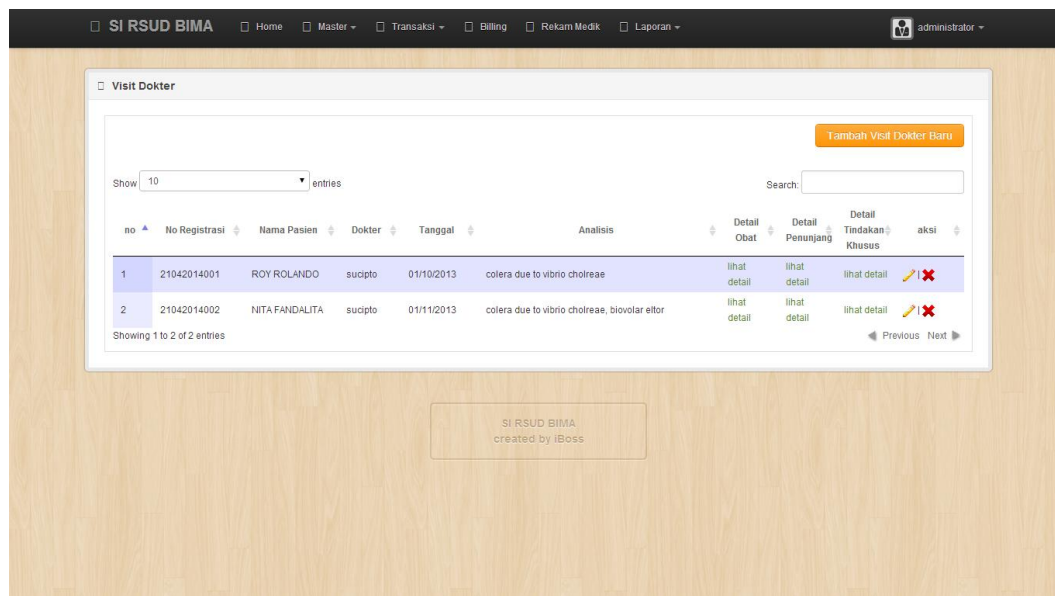 SI RSUD BIMA Home Master Transaksi Billing Rekam Medik Laporan administrator
Visit Dokter
Tambah Visit Dokter Baru
Show 10 entries Search:
no No Registrasi Nama Pasien Dokter Tanggal Analisis Detail Obat Detail Penunjang Detail Tindakan Khusus aksi
1 21042014001 ROY ROLANDO sucipto 01/10/2013 colera due to vibrio cholreae lihat detail lihat detail lihat detail |
2 21042014002 NITA FANDALITA sucipto 01/11/2013 colera due to vibrio cholreae, biovolar eltor lihat detail lihat detail lihat detail |
Showing 1 to 2 of 2 entries Previous Next
SI RSUD BIMA
created by iBoss